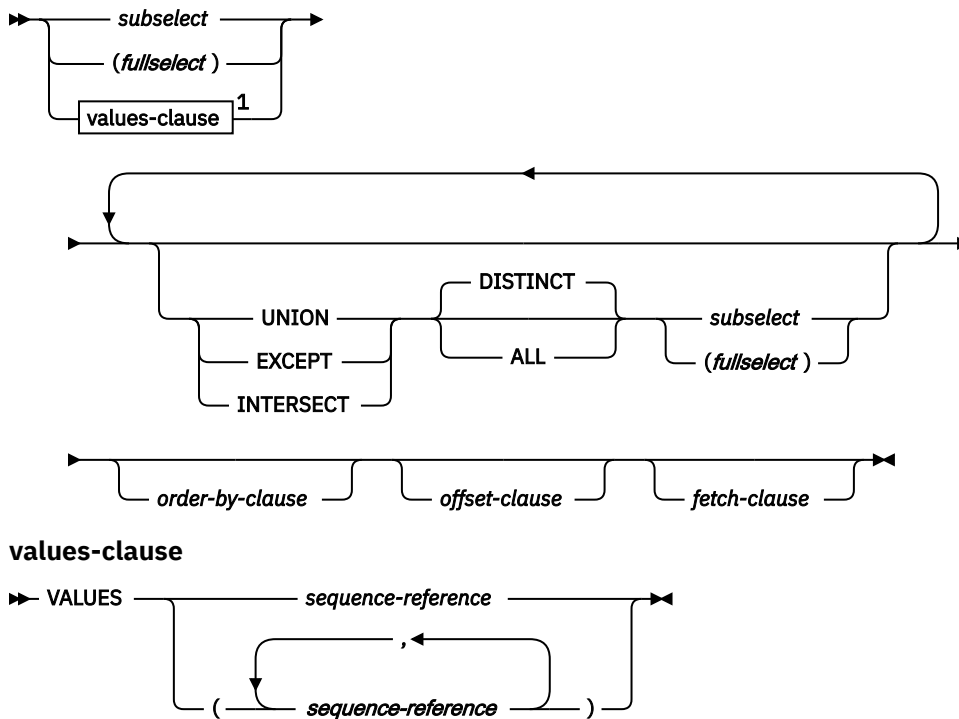 subselect
(fullselect)
values-clause 1
DISTINCT
UNION
subselect
EXCEPT
ALL
(fullselect)
INTERSECT
order-by-clause offset-clause fetch-clause
values-clause
VALUES sequence-reference
,
( sequence-reference )